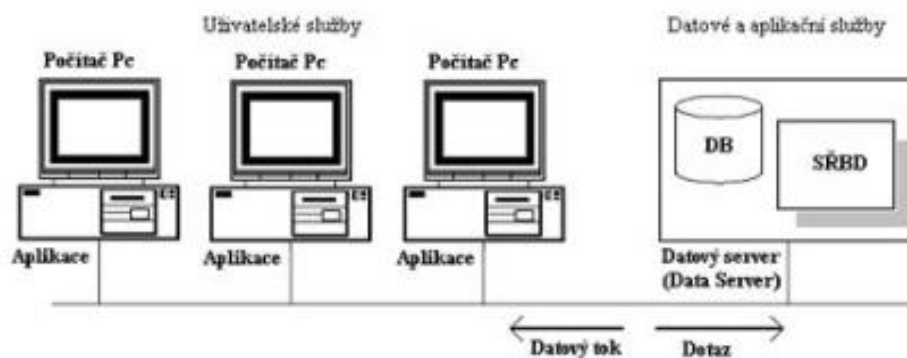 Uživatelské služby
Datové a aplikační služby
Počítač Pc
Počítač Pc
Počítač Pc
DB
SŘBD
Aplikace
Aplikace
Aplikace
Datový server
(Data Server)
Datový tok
Dotaz